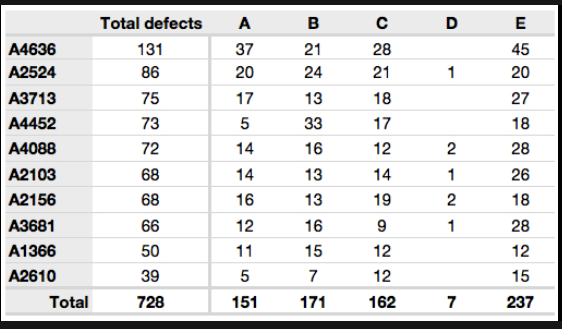 Total defects A B C D E
A4636 131 37 21 28 45
A2524 86 20 24 21 1 20
A3713 75 17 13 18 27
A4452 73 5 33 17 18
A4088 72 14 16 12 2 28
A2103 68 14 13 14 1 26
A2156 68 16 13 19 2 18
A3681 66 12 16 9 1 28
A1366 50 11 15 12 12
A2610 39 5 7 12 15
Total 728 151 171 162 7 237